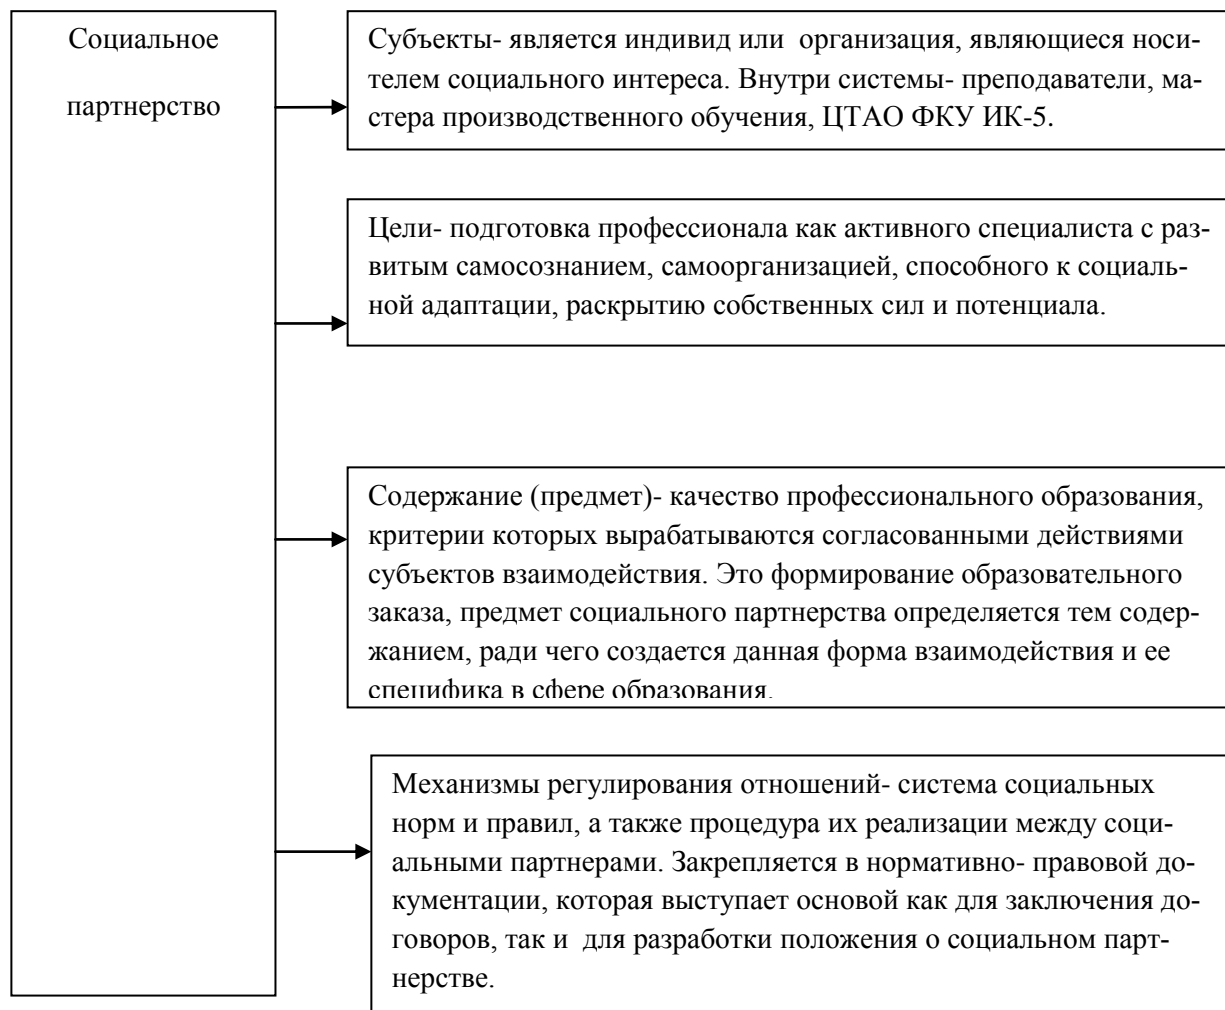 Социальное
партнерство
Субъекты- является индивид или  организация, являющиеся носи-
телем социального интереса. Внутри системы- преподаватели, ма-
стера производственного обучения, ЦТАО ФКУ ИК-5.
Цели- подготовка профессионала как активного специалиста с раз-
витым самосознанием, самоорганизацией, способного к социаль-
ной адаптации, раскрытию собственных сил и потенциала.
Содержание (предмет)- качество профессионального образования,
критерии которых вырабатываются согласованными действиями
субъектов взаимодействия. Это формирование образовательного
заказа, предмет социального партнерства определяется тем содер-
жанием, ради чего создается данная форма взаимодействия и ее
специфика в сфере образования.
Механизмы регулирования отношений- система социальных
норм и правил, а также процедура их реализации между соци-
альными партнерами. Закрепляется в нормативно- правовой до-
кументации, которая выступает основой как для заключения до-
говоров, так и  для разработки положения о социальном парт-
нерстве.